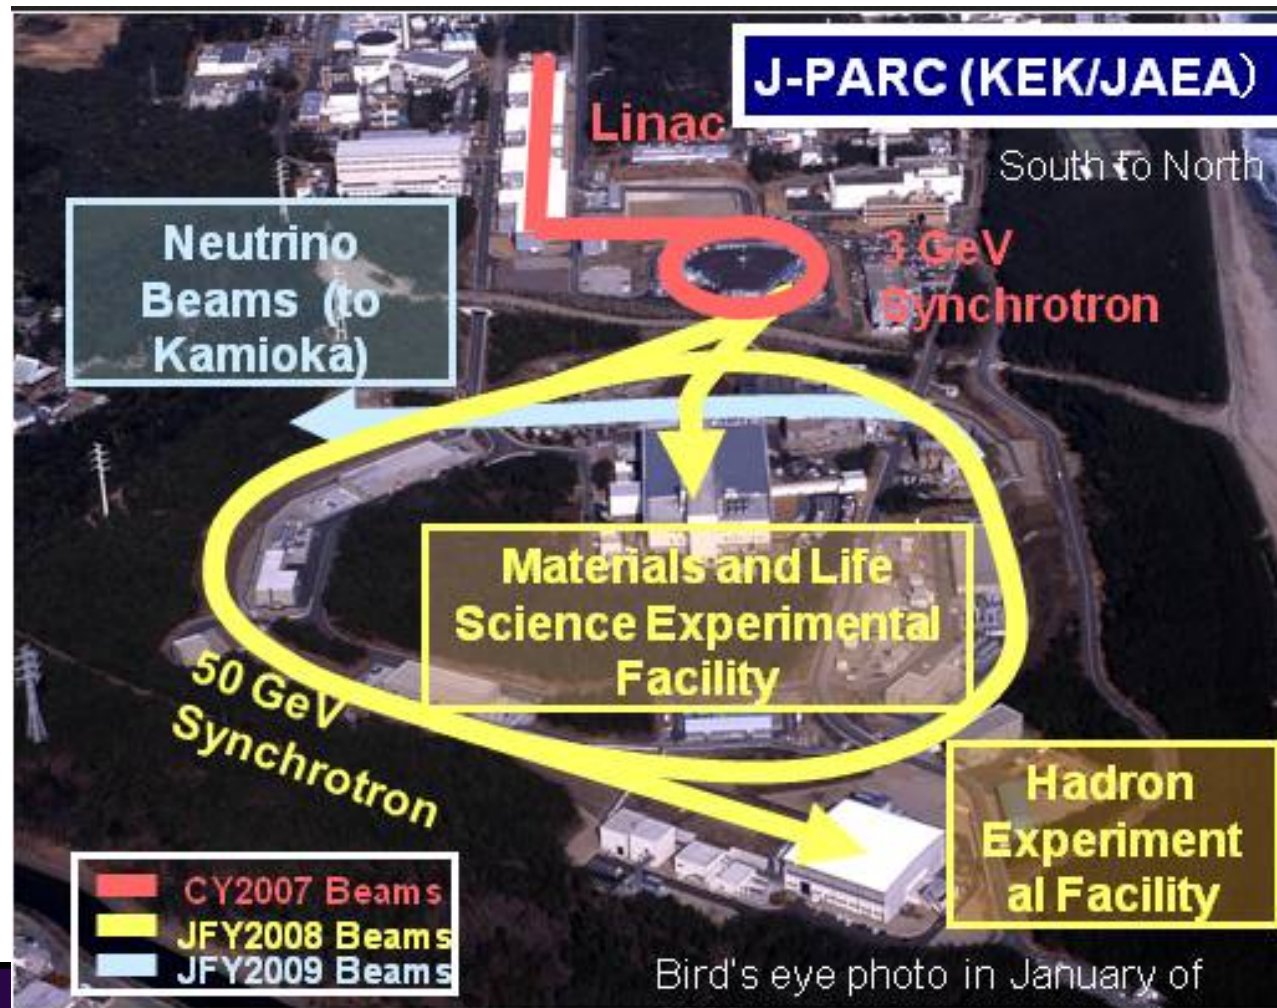 J-PARC (KEK/JAEA)
Linac
South to North
Neutrino
Beams (to
Kamioka)
3 GeV
Synchrotron
Materials and Life
Science Experimental
Facility
50 GeV
Synchrotron
Hadron
Experiment
al Facility
CY2007 Beams
JFY2008 Beams
JFY2009 Beams
Bird's eye photo in January of